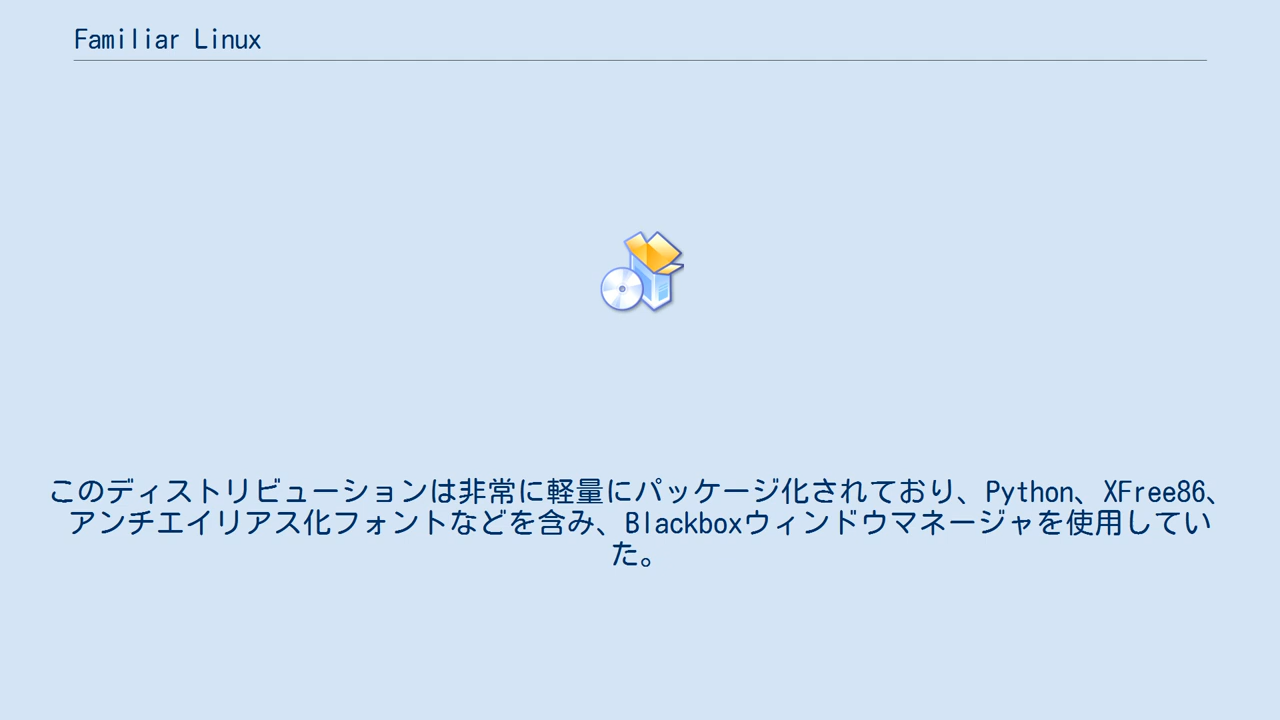 Familiar Linux
このディストリビューションは非常に軽量にパッケージ化されており、Python、XFree86、
アンチエイリアス化フォントなどを含み、Blackboxウィンドウマネージャを使用してい
た。